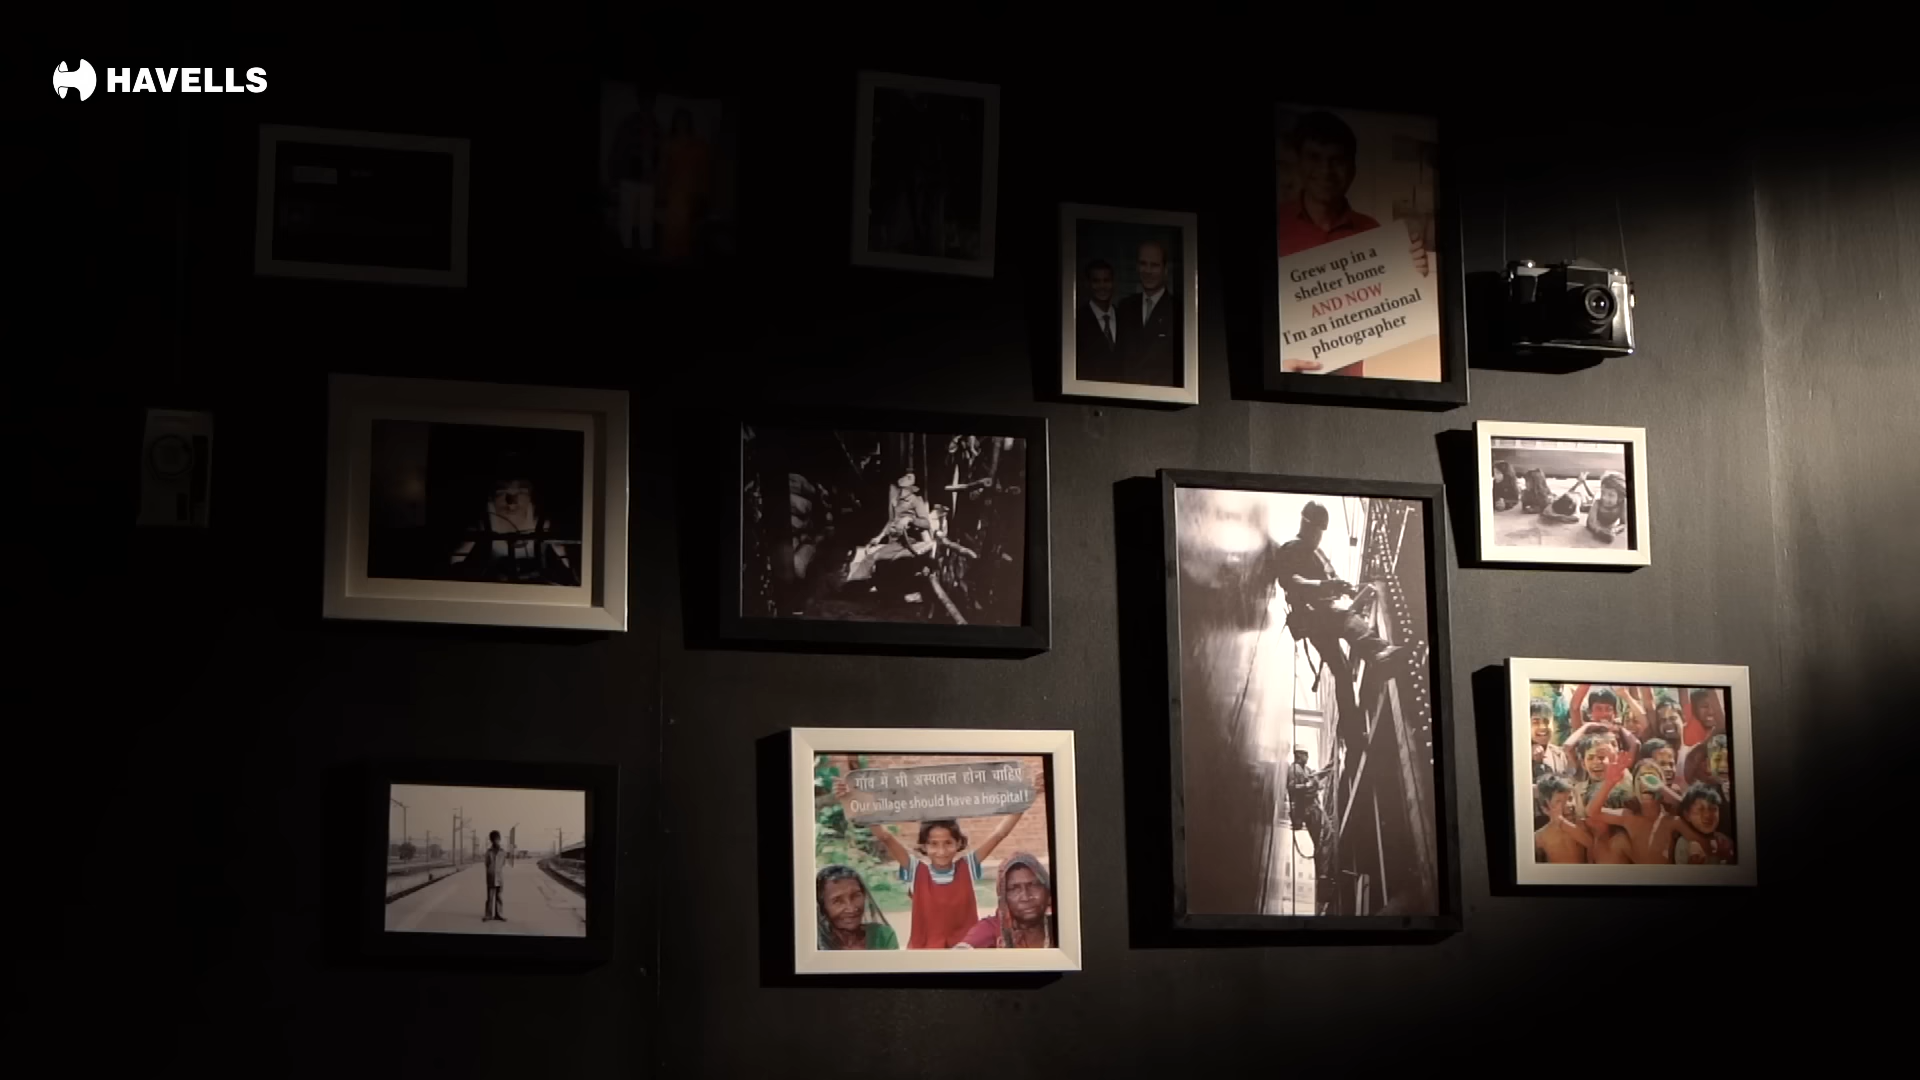 HAVELLS
Grew up in a
shelter home
AND NOW
I'm an international
photographer
गाँव में भी अस्पताल होना चाहिए
Our village should have a hospital!